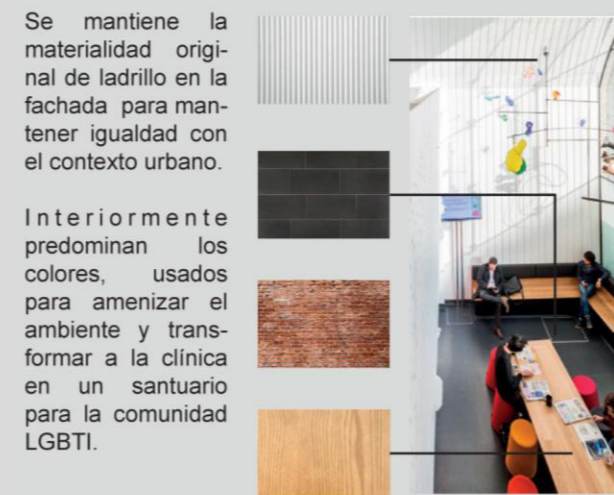 Se mantiene la
materialidad origi-
nal de ladrillo en la
fachada para man-
tener igualdad con
el contexto urbano.
Interiormente
predominan los
colores, usados
para amenizar el
ambiente y trans-
formar a la clínica
en un santuario
para la comunidad
LGBTI.